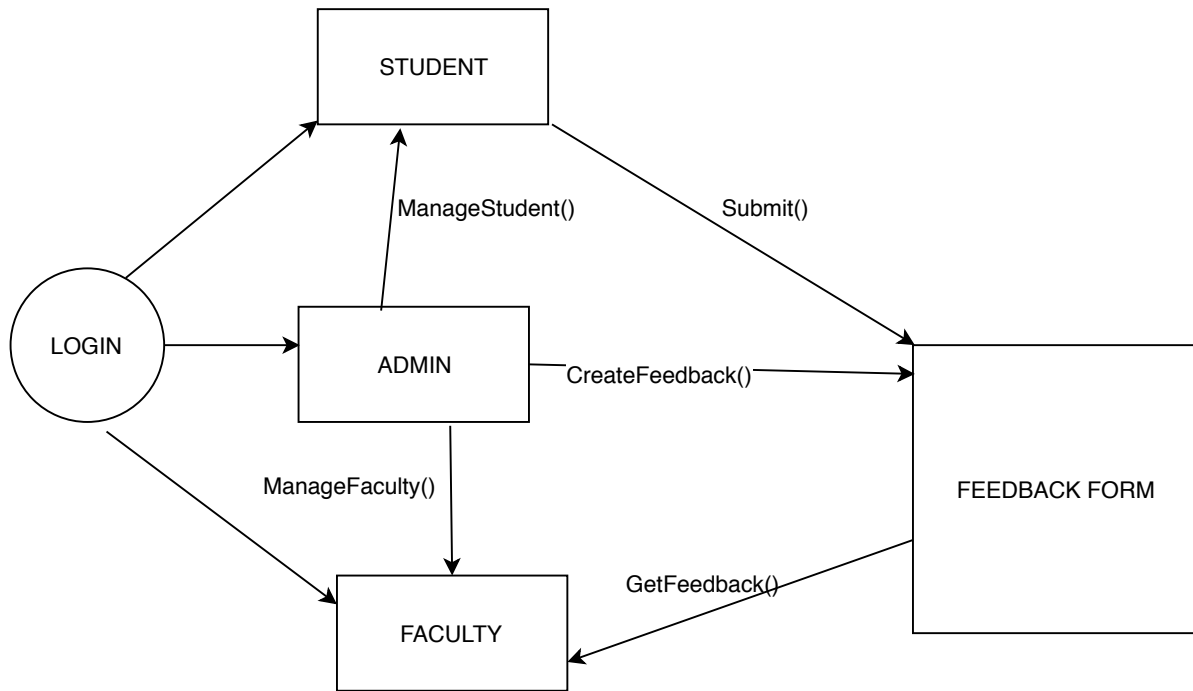 STUDENT
ManageStudent()
Submit()
LOGIN
ADMIN
CreateFeedback()
ManageFaculty()
FEEDBACK FORM
GetFeedback()
FACULTY